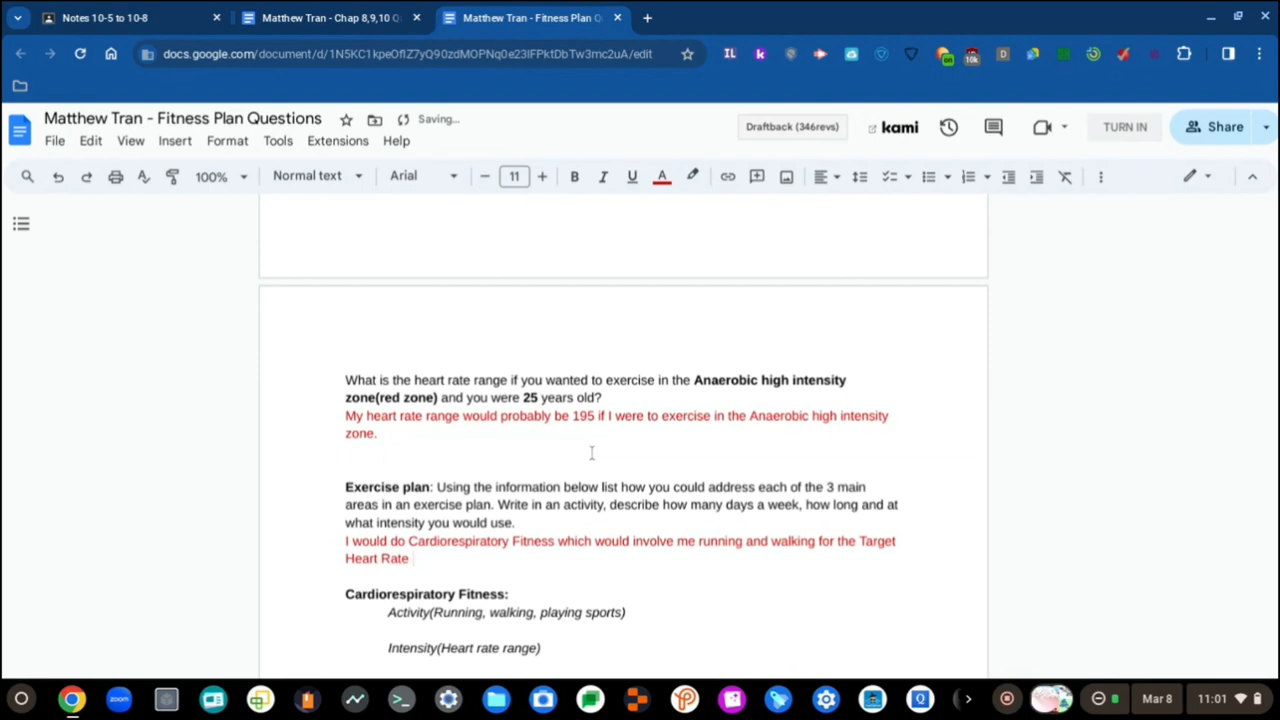 Notes 10-5 to 10-8
Matthew Tran - Chap 8,9,10 Q
Matthew Tran - Fitness Plan Q
Matthew Tran - Fitness Plan Questions
Saving...
File Edit View Insert Format Tools Extensions Help
Draftback (346revs)
kami
TURN IN
Share
100%
Normal text
Arial
11
What is the heart rate range if you wanted to exercise in the Anaerobic high intensity
zone(red zone) and you were 25 years old?
My heart rate range would probably be 195 if I were to exercise in the Anaerobic high intensity
zone.
Exercise plan: Using the information below list how you could address each of the 3 main
areas in an exercise plan. Write in an activity, describe how many days a week, how long and at
what intensity you would use.
I would do Cardiorespiratory Fitness which would involve me running and walking for the Target
Heart Rate
Cardiorespiratory Fitness:
Activity(Running, walking, playing sports)
Intensity(Heart rate range)
zoom
Mar 8
11:01